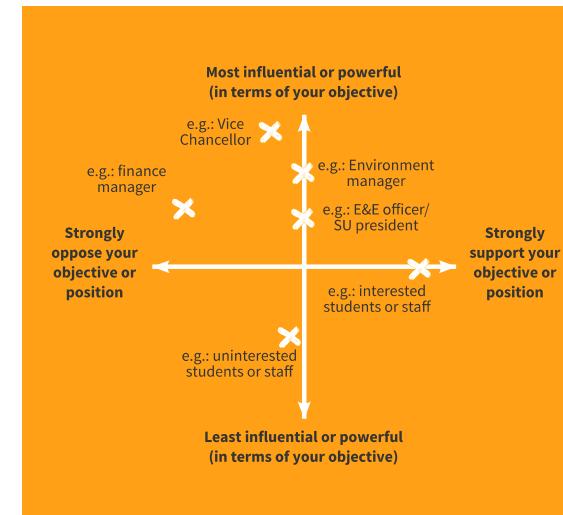 Most influential or powerful
(in terms of your objective)
e.g.: Vice
Chancellor
e.g.: Environment
manager
e.g.: finance
manager
e.g.: E&E officer/
SU president
Strongly
oppose your
objective or
position
Strongly
support your
objective or
position
e.g.: interested
students or staff
e.g.: uninterested
students or staff
Least influential or powerful
(in terms of your objective)